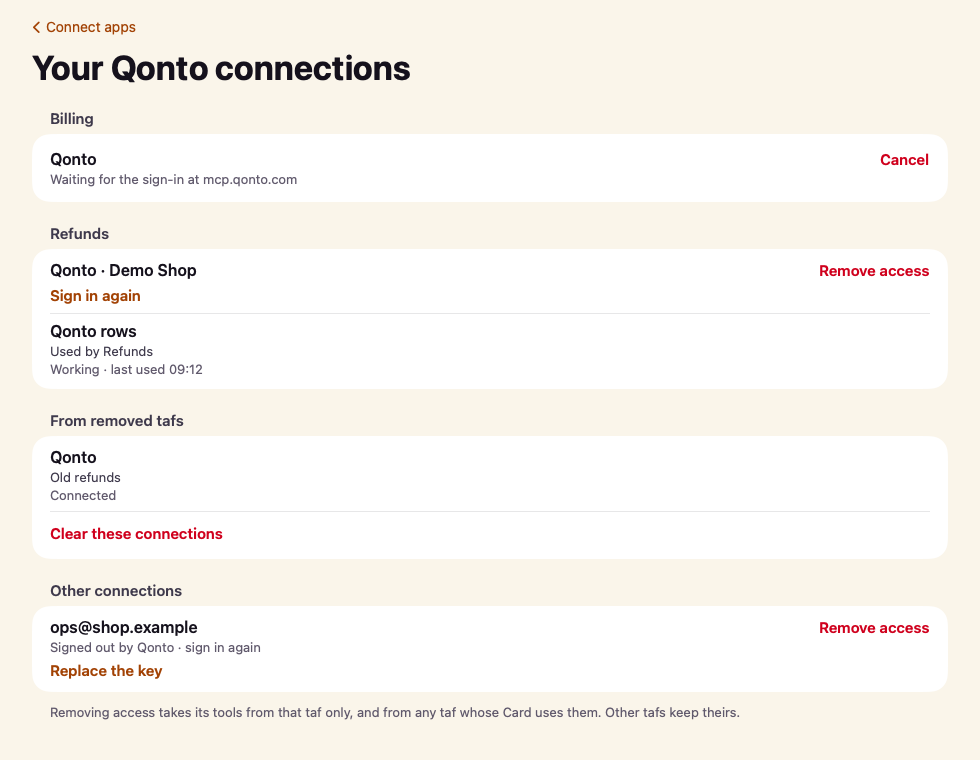 Connect apps
Your Qonto connections
Billing
Qonto
Cancel
Waiting for the sign-in at mcp.qonto.com
Refunds
Qonto · Demo Shop
Remove access
Sign in again
Qonto rows
Used by Refunds
Working · last used 09:12
From removed tafs
Qonto
Old refunds
Connected
Clear these connections
Other connections
ops@shop.example
Remove access
Signed out by Qonto · sign in again
Replace the key
Removing access takes its tools from that taf only, and from any taf whose Card uses them. Other tafs keep theirs.